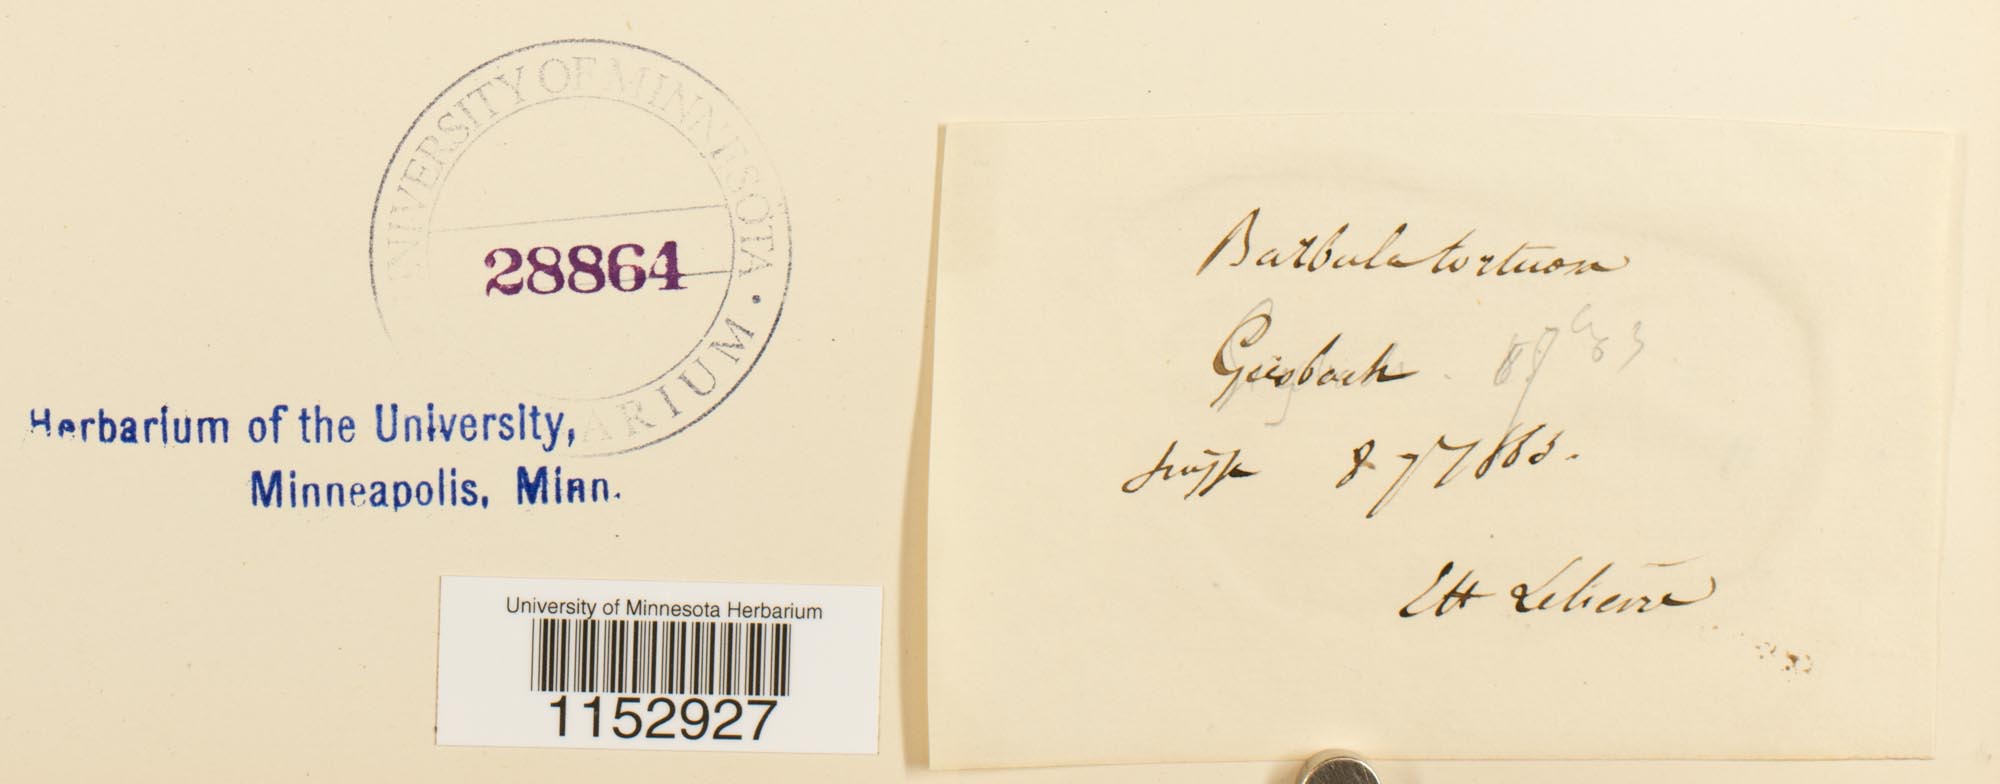 UNIVERSITY OF MINNESOTA · HERBARIUM
28864
Herbarium of the University,
Minneapolis, Minn.
University of Minnesota Herbarium
1152927
Barbula tortuosa
Giesbach
Suisse